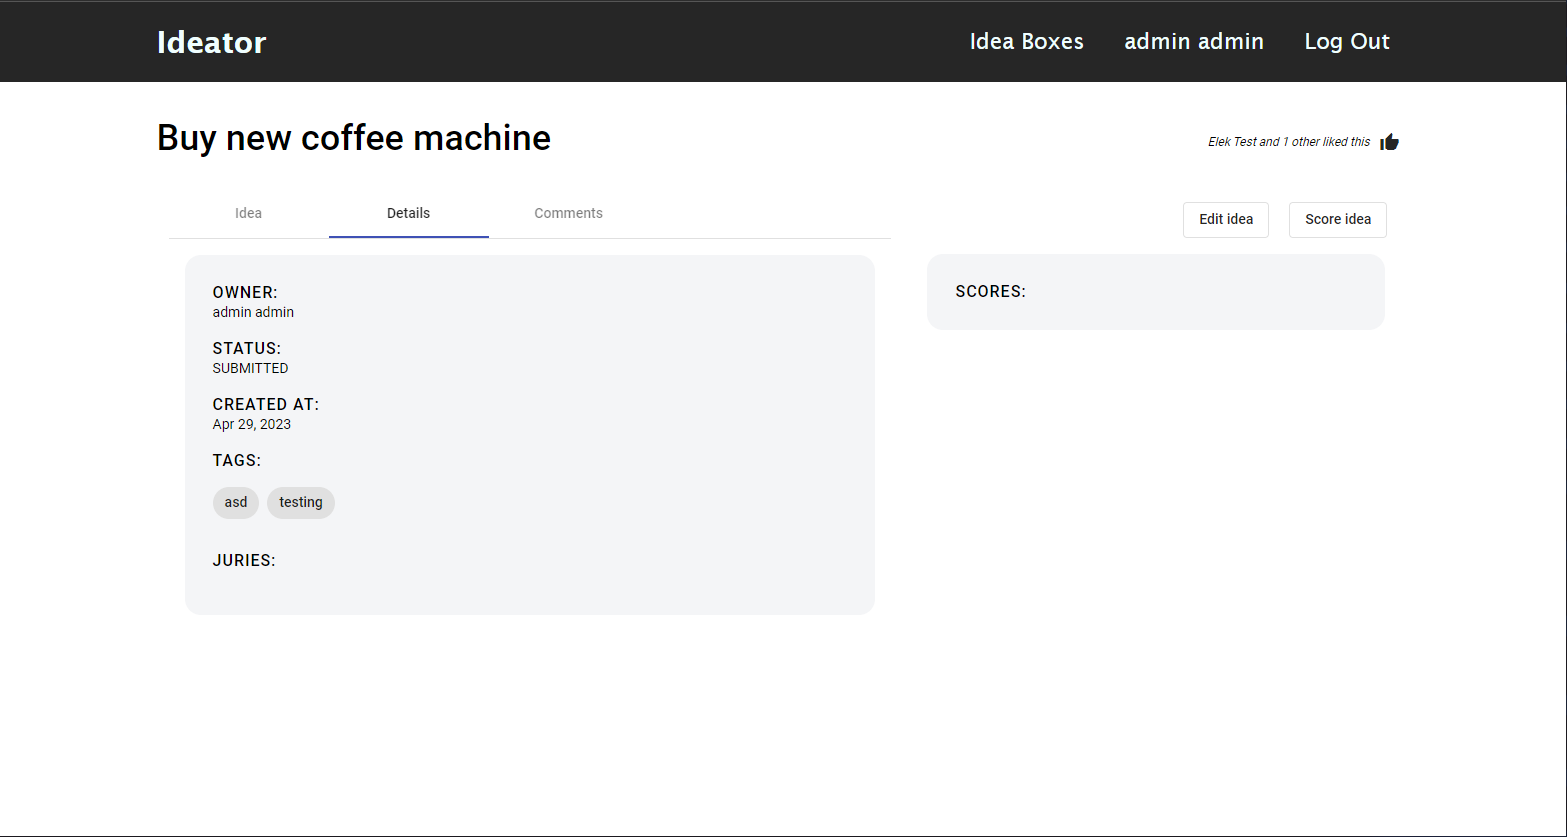 Ideator
Idea Boxes admin admin Log Out
Buy new coffee machine
Elek Test and 1 other liked this
Idea Details Comments
Edit idea Score idea
OWNER:
admin admin
STATUS:
SUBMITTED
CREATED AT:
Apr 29, 2023
TAGS:
asd testing
JURIES:
SCORES: